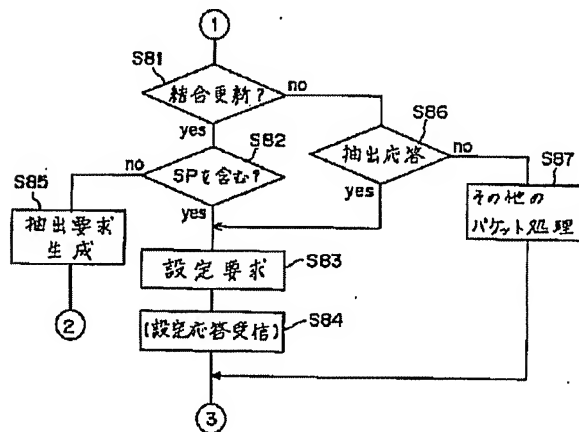 1
S81
結合更新?
no
yes
S82
S86
抽出応答
no
yes
S87
no
SPを含む?
yes
S85
抽出要求
生成
その他の
パケット処理
設定要求
S83
2
(設定応答受信)
S84
3